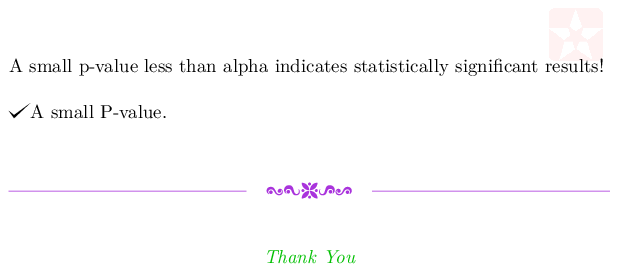 A small p-value less than alpha indicates statistically significant results!
✓A small P-value.
Thank You